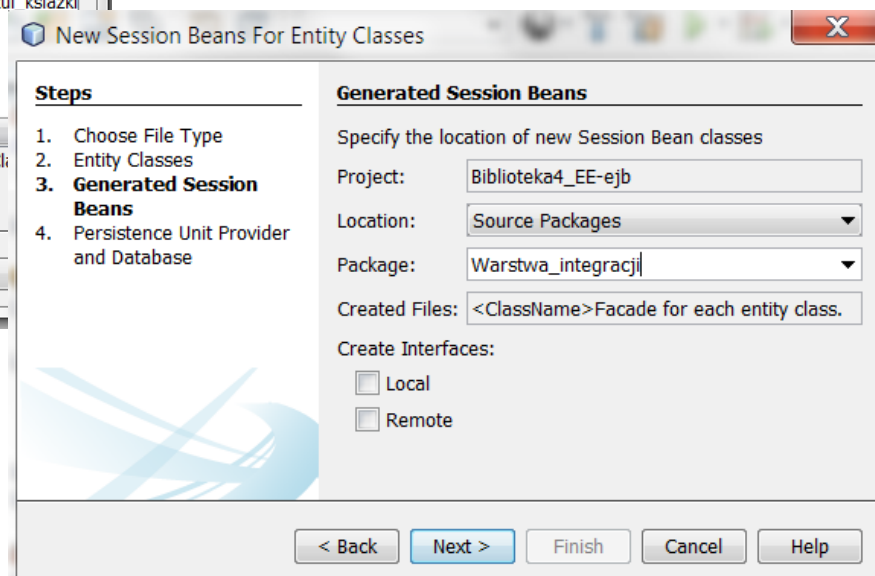 New Session Beans For Entity Classes
Steps
1. Choose File Type
2. Entity Classes
3. Generated Session
Beans
4. Persistence Unit Provider
and Database
Generated Session Beans
Specify the location of new Session Bean classes
Project: Biblioteka4_EE-ejb
Location: Source Packages
Package: Warstwa_integracji
Created Files: <ClassName>Facade for each entity class.
Create Interfaces:
Local
Remote
< Back Next > Finish Cancel Help